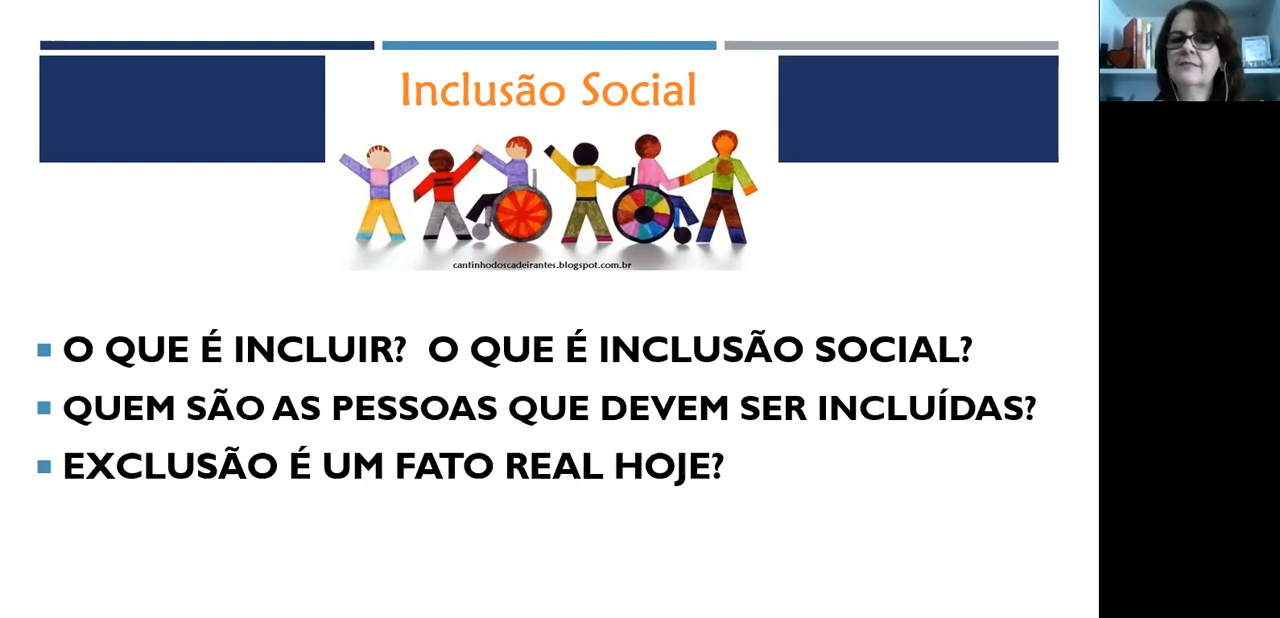 Inclusão Social
cantinhodoscadeirantes.blogspot.com.br
O QUE É INCLUIR? O QUE É INCLUSÃO SOCIAL?
QUEM SÃO AS PESSOAS QUE DEVEM SER INCLUÍDAS?
EXCLUSÃO É UM FATO REAL HOJE?